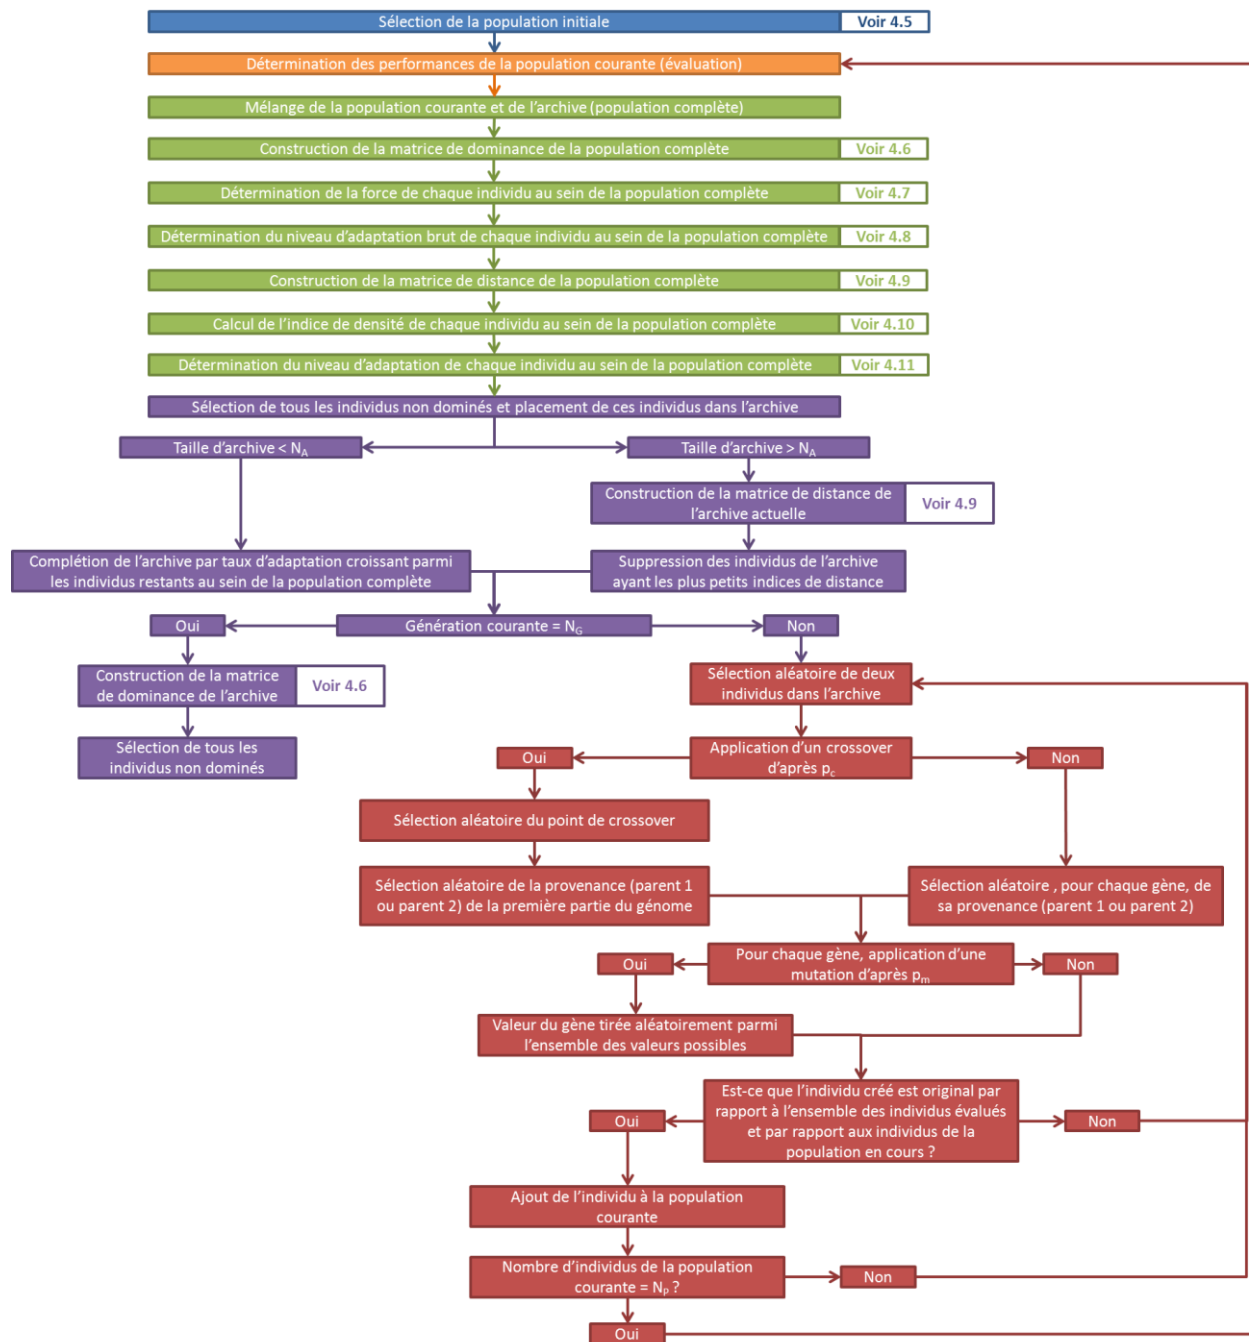 Sélection de la population initiale
Voir 4.5
Détermination des performances de la population courante (évaluation)
Mélange de la population courante et de l'archive (population complète)
Construction de la matrice de dominance de la population complète
Voir 4.6
Détermination de la force de chaque individu au sein de la population complète
Voir 4.7
Détermination du niveau d'adaptation brut de chaque individu au sein de la population complète
Voir 4.8
Construction de la matrice de distance de la population complète
Voir 4.9
Calcul de l'indice de densité de chaque individu au sein de la population complète
Voir 4.10
Détermination du niveau d'adaptation de chaque individu au sein de la population complète
Voir 4.11
Sélection de tous les individus non dominés et placement de ces individus dans l'archive
Taille d'archive < NA
Taille d'archive > NA
Construction de la matrice de distance de
l'archive actuelle
Voir 4.9
Complétion de l'archive par taux d'adaptation croissant parmi
les individus restants au sein de la population complète
Suppression des individus de l'archive
ayant les plus petits indices de distance
Oui
Génération courante = NG
Non
Construction de la matrice
de dominance de l'archive
Voir 4.6
Sélection aléatoire de deux
individus dans l'archive
Sélection de tous les
individus non dominés
Oui
Application d'un crossover
d'après pc
Non
Sélection aléatoire du point de crossover
Sélection aléatoire de la provenance (parent 1
ou parent 2) de la première partie du génome
Sélection aléatoire , pour chaque gène, de
sa provenance (parent 1 ou parent 2)
Oui
Pour chaque gène, application d'une
mutation d'après pm
Non
Valeur du gène tirée aléatoirement parmi
l'ensemble des valeurs possibles
Oui
Est-ce que l'individu créé est original par
rapport à l'ensemble des individus évalués
et par rapport aux individus de la
population en cours ?
Non
Ajout de l'individu à la population
courante
Nombre d'individus de la population
courante = NP ?
Non
Oui